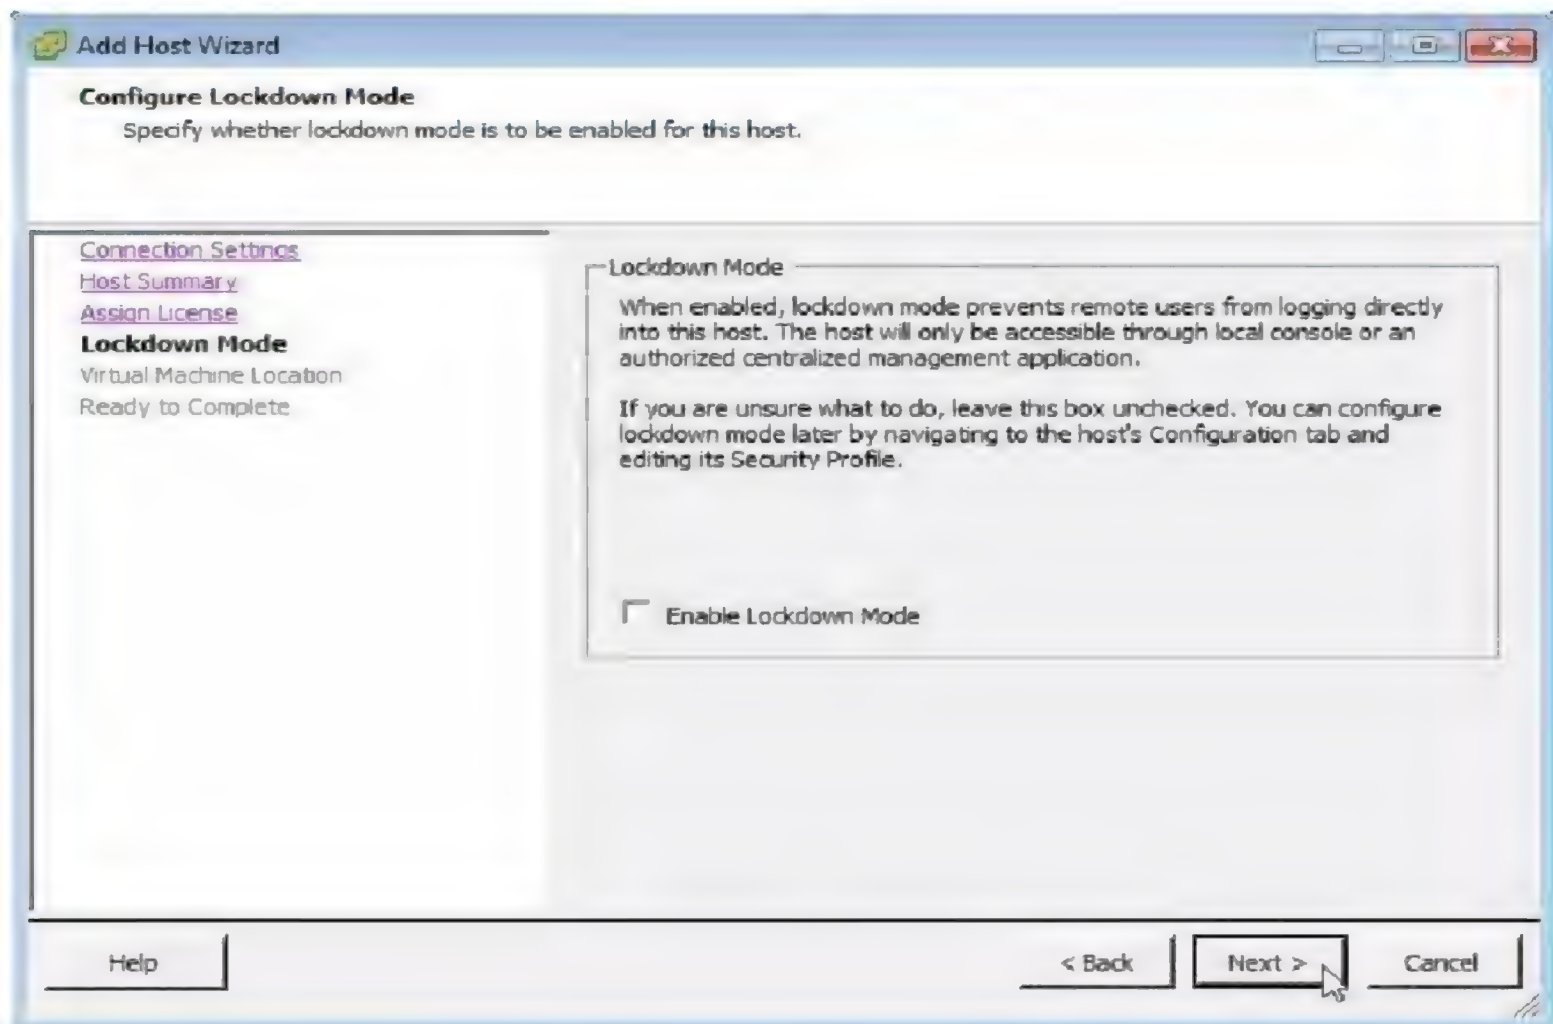 Add Host Wizard
Configure Lockdown Mode
Specify whether lockdown mode is to be enabled for this host.
Connection Settings
Host Summary
Assign License
Lockdown Mode
Virtual Machine Location
Ready to Complete
Lockdown Mode
When enabled, lockdown mode prevents remote users from logging directly
into this host. The host will only be accessible through local console or an
authorized centralized management application.
If you are unsure what to do, leave this box unchecked. You can configure
lockdown mode later by navigating to the host's Configuration tab and
editing its Security Profile.
Enable Lockdown Mode
Help
< Back
Next >
Cancel